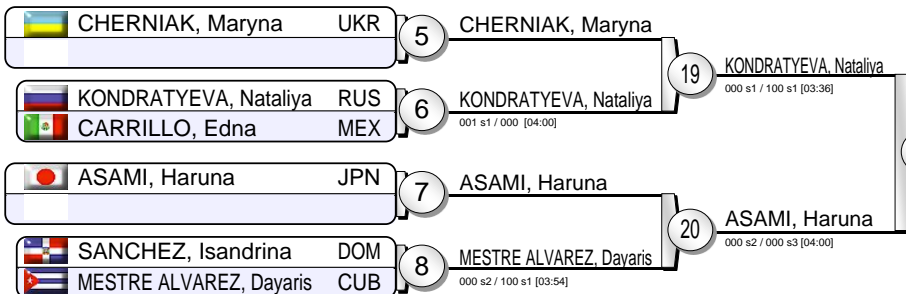 CHERNIAK, Maryna UKR
5
CHERNIAK, Maryna
19
KONDRATYEVA, Nataliya
000 s1 / 100 s1 [03:36]
KONDRATYEVA, Nataliya RUS
CARRILLO, Edna MEX
6
KONDRATYEVA, Nataliya
001 s1 / 000 [04:00]
ASAMI, Haruna JPN
7
ASAMI, Haruna
20
ASAMI, Haruna
000 s2 / 000 s3 [04:00]
SANCHEZ, Isandrina DOM
MESTRE ALVAREZ, Dayaris CUB
8
MESTRE ALVAREZ, Dayaris
000 s2 / 100 s1 [03:54]